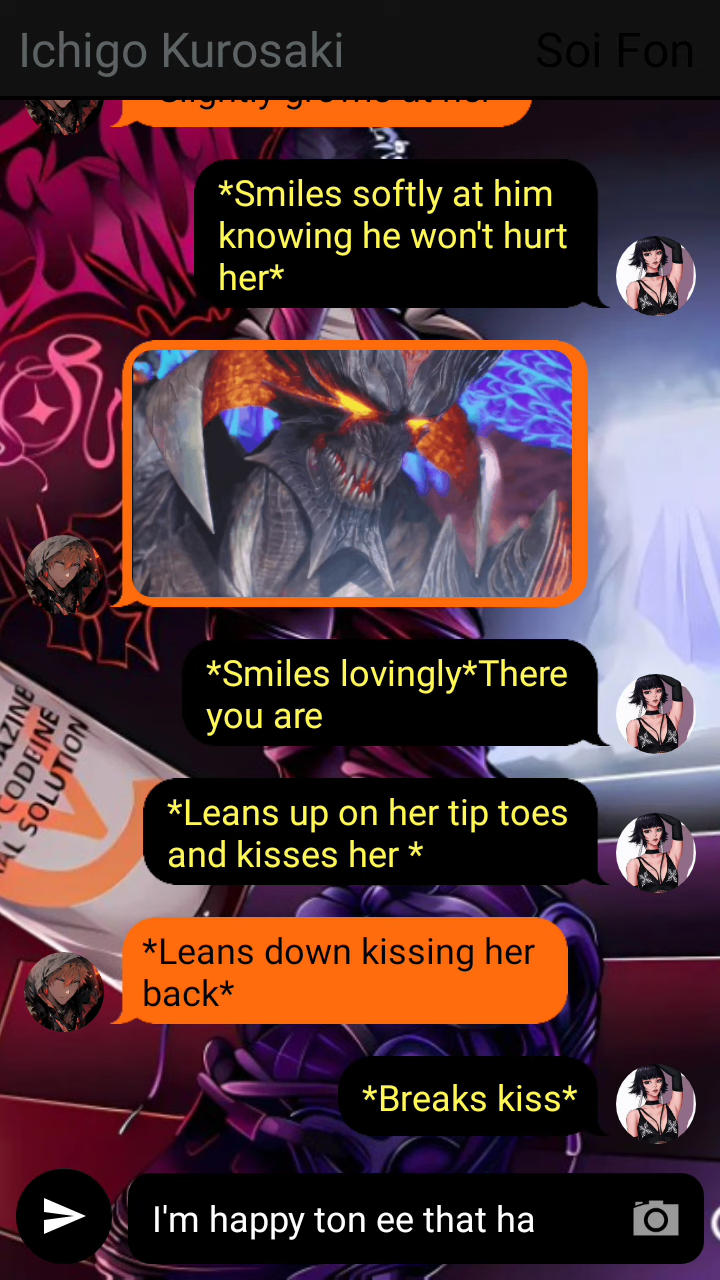 Ichigo Kurosaki
Soi Fon
*Smiles softly at him
knowing he won't hurt
her*
*Smiles lovingly*There
you are
*Leans up on her tip toes
and kisses her *
*Leans down kissing her
back*
*Breaks kiss*
AZINE
CODEINE
AL SOLUTION
I'm happy ton ee that ha